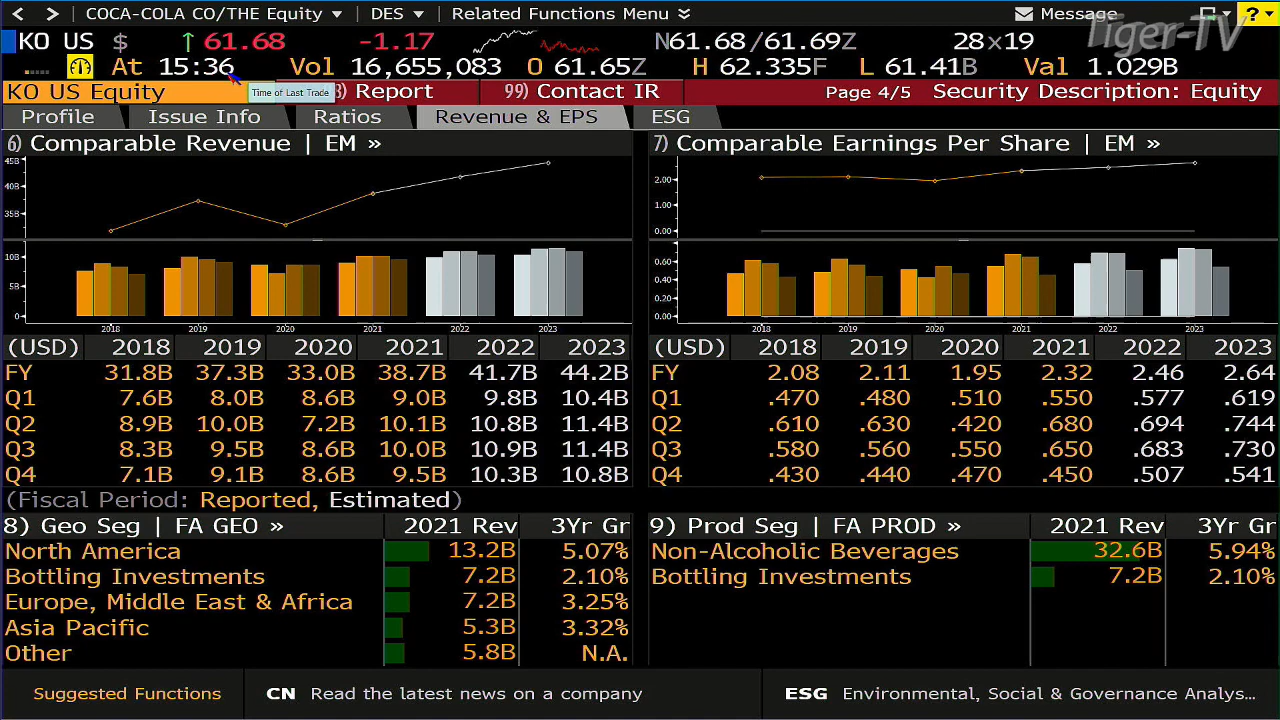 < > COCA-COLA CO/THE Equity ▾ DES ▾ Related Functions Menu Message ? ▾
Tiger-TV
KO US $ ↑ 61.68 -1.17 N61.68/61.69Z 28×19
At 15:36 Vol 16,655,083 O 61.65Z H 62.335F L 61.41B Val 1.029B
KO US Equity Time of Last Trade ) Report 99) Contact IR Page 4/5 Security Description: Equity
Profile Issue Info Ratios Revenue & EPS ESG
6) Comparable Revenue | EM »
45B
40B
35B
10B
5B
0
2018 2019 2020 2021 2022 2023
7) Comparable Earnings Per Share | EM »
2.00
1.00
0.00
0.60
0.40
0.20
0.00
2018 2019 2020 2021 2022 2023
(USD) 2018 2019 2020 2021 2022 2023
FY 31.8B 37.3B 33.0B 38.7B 41.7B 44.2B
Q1 7.6B 8.0B 8.6B 9.0B 9.8B 10.4B
Q2 8.9B 10.0B 7.2B 10.1B 10.8B 11.4B
Q3 8.3B 9.5B 8.6B 10.0B 10.9B 11.4B
Q4 7.1B 9.1B 8.6B 9.5B 10.3B 10.8B
(USD) 2018 2019 2020 2021 2022 2023
FY 2.08 2.11 1.95 2.32 2.46 2.64
Q1 .470 .480 .510 .550 .577 .619
Q2 .610 .630 .420 .680 .694 .744
Q3 .580 .560 .550 .650 .683 .730
Q4 .430 .440 .470 .450 .507 .541
(Fiscal Period: Reported, Estimated)
8) Geo Seg | FA GEO » 2021 Rev 3Yr Gr
North America 13.2B 5.07%
Bottling Investments 7.2B 2.10%
Europe, Middle East & Africa 7.2B 3.25%
Asia Pacific 5.3B 3.32%
Other 5.8B N.A.
9) Prod Seg | FA PROD » 2021 Rev 3Yr Gr
Non-Alcoholic Beverages 32.6B 5.94%
Bottling Investments 7.2B 2.10%
Suggested Functions CN Read the latest news on a company ESG Environmental, Social & Governance Analys...